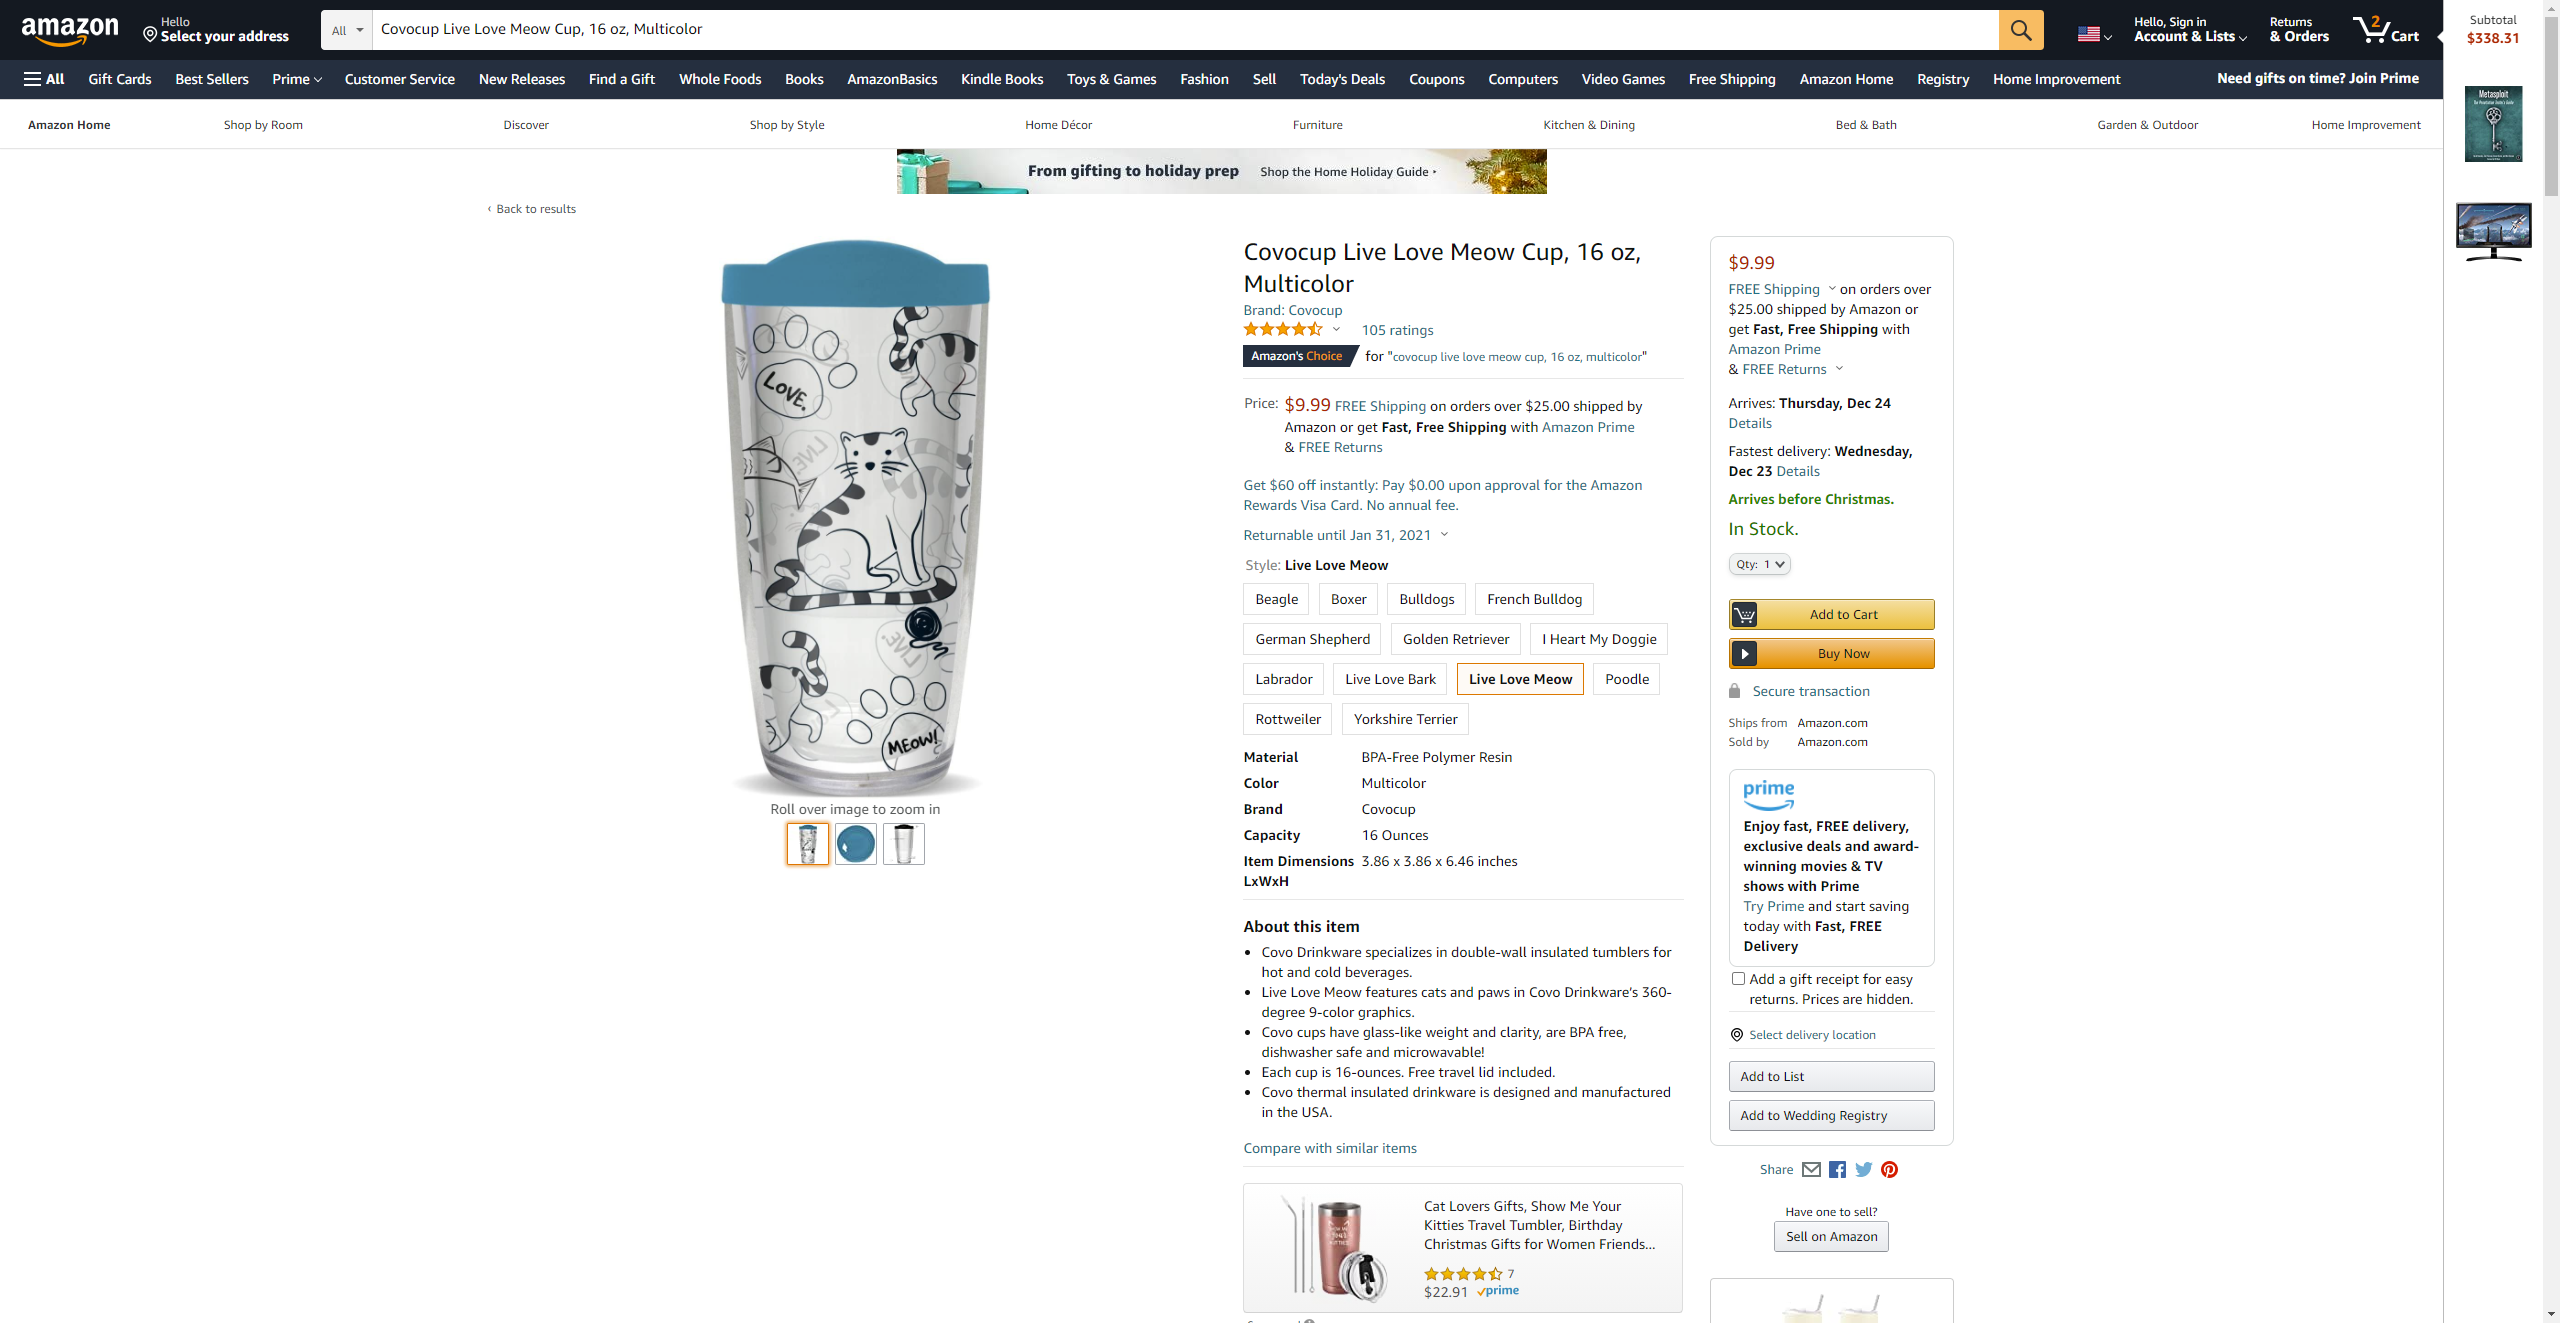 amazon
Hello
Select your address
All
Covocup Live Love Meow Cup, 16 oz, Multicolor
Hello, Sign in
Account & Lists
Returns
& Orders
2
Cart
Subtotal
$338.31
All
Gift Cards
Best Sellers
Prime
Customer Service
New Releases
Find a Gift
Whole Foods
Books
AmazonBasics
Kindle Books
Toys & Games
Fashion
Sell
Today's Deals
Coupons
Computers
Video Games
Free Shipping
Amazon Home
Registry
Home Improvement
Need gifts on time? Join Prime
Amazon Home
Shop by Room
Discover
Shop by Style
Home Décor
Furniture
Kitchen & Dining
Bed & Bath
Garden & Outdoor
Home Improvement
Metasploit
From gifting to holiday prep
Shop the Home Holiday Guide
‹ Back to results
LOVE.
LIVE
LIVE.
MEOW!
Roll over image to zoom in
Covocup Live Love Meow Cup, 16 oz,
Multicolor
Brand: Covocup
105 ratings
Amazon's Choice
for "covocup live love meow cup, 16 oz, multicolor"
Price: $9.99 FREE Shipping on orders over $25.00 shipped by
Amazon or get Fast, Free Shipping with Amazon Prime
& FREE Returns
Get $60 off instantly: Pay $0.00 upon approval for the Amazon
Rewards Visa Card. No annual fee.
Returnable until Jan 31, 2021
Style: Live Love Meow
Beagle
Boxer
Bulldogs
French Bulldog
German Shepherd
Golden Retriever
I Heart My Doggie
Labrador
Live Love Bark
Live Love Meow
Poodle
Rottweiler
Yorkshire Terrier
Material BPA-Free Polymer Resin
Color Multicolor
Brand Covocup
Capacity 16 Ounces
Item Dimensions 3.86 x 3.86 x 6.46 inches
LxWxH
About this item
• Covo Drinkware specializes in double-wall insulated tumblers for
hot and cold beverages.
• Live Love Meow features cats and paws in Covo Drinkware's 360-
degree 9-color graphics.
• Covo cups have glass-like weight and clarity, are BPA free,
dishwasher safe and microwavable!
• Each cup is 16-ounces. Free travel lid included.
• Covo thermal insulated drinkware is designed and manufactured
in the USA.
Compare with similar items
Cat Lovers Gifts, Show Me Your
Kitties Travel Tumbler, Birthday
Christmas Gifts for Women Friends...
7
$22.91 prime
$9.99
FREE Shipping on orders over
$25.00 shipped by Amazon or
get Fast, Free Shipping with
Amazon Prime
& FREE Returns
Arrives: Thursday, Dec 24
Details
Fastest delivery: Wednesday,
Dec 23 Details
Arrives before Christmas.
In Stock.
Qty: 1
Add to Cart
Buy Now
Secure transaction
Ships from Amazon.com
Sold by Amazon.com
prime
Enjoy fast, FREE delivery,
exclusive deals and award-
winning movies & TV
shows with Prime
Try Prime and start saving
today with Fast, FREE
Delivery
Add a gift receipt for easy
returns. Prices are hidden.
Select delivery location
Add to List
Add to Wedding Registry
Share
Have one to sell?
Sell on Amazon